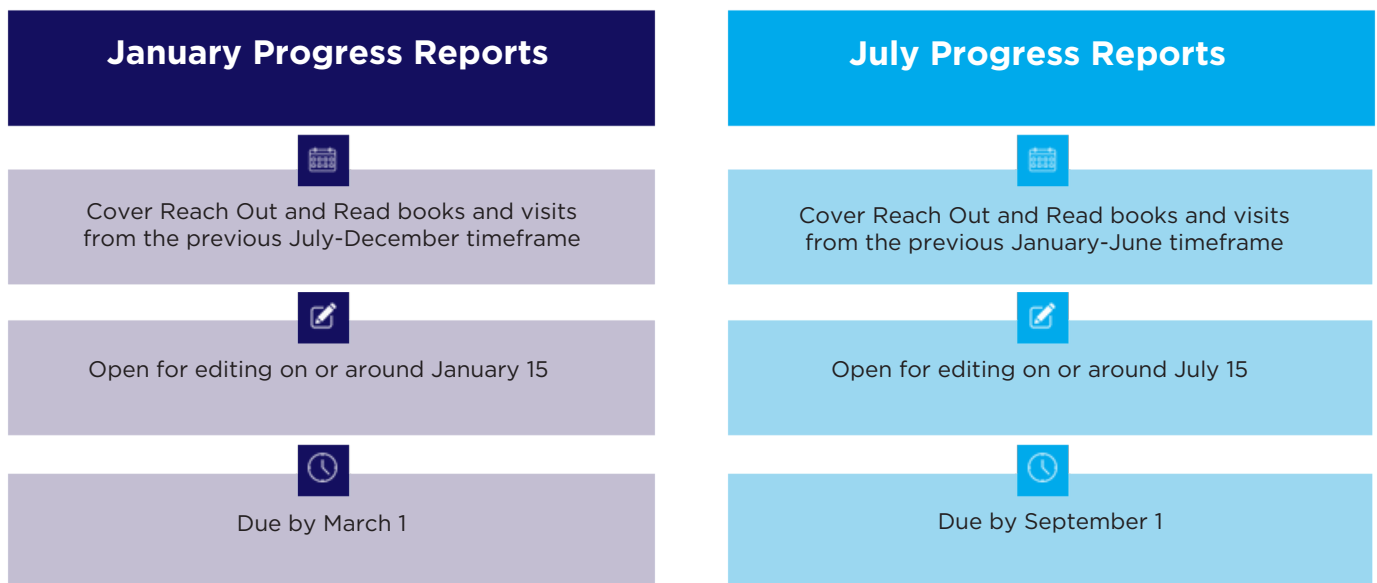 January Progress Reports
Cover Reach Out and Read books and visits
from the previous July-December timeframe
Open for editing on or around January 15
Due by March 1
July Progress Reports
Cover Reach Out and Read books and visits
from the previous January-June timeframe
Open for editing on or around July 15
Due by September 1